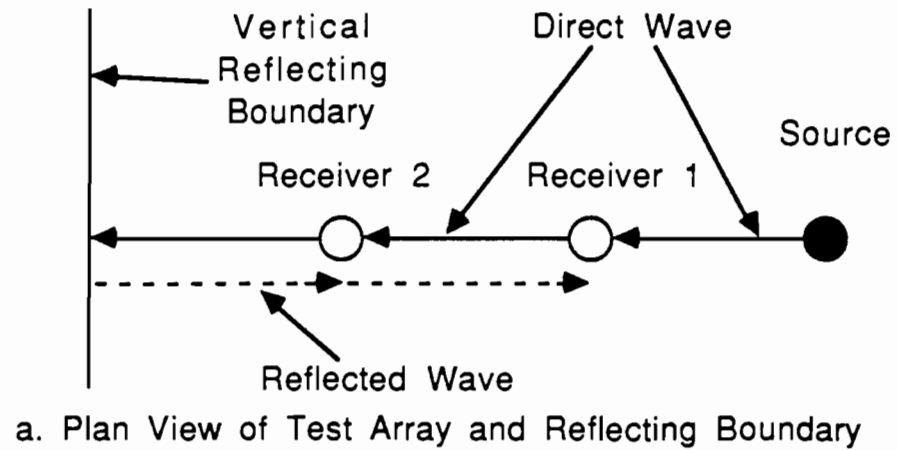 Vertical
Reflecting
Boundary
Direct Wave
Source
Receiver 2
Receiver 1
Reflected Wave
a. Plan View of Test Array and Reflecting Boundary